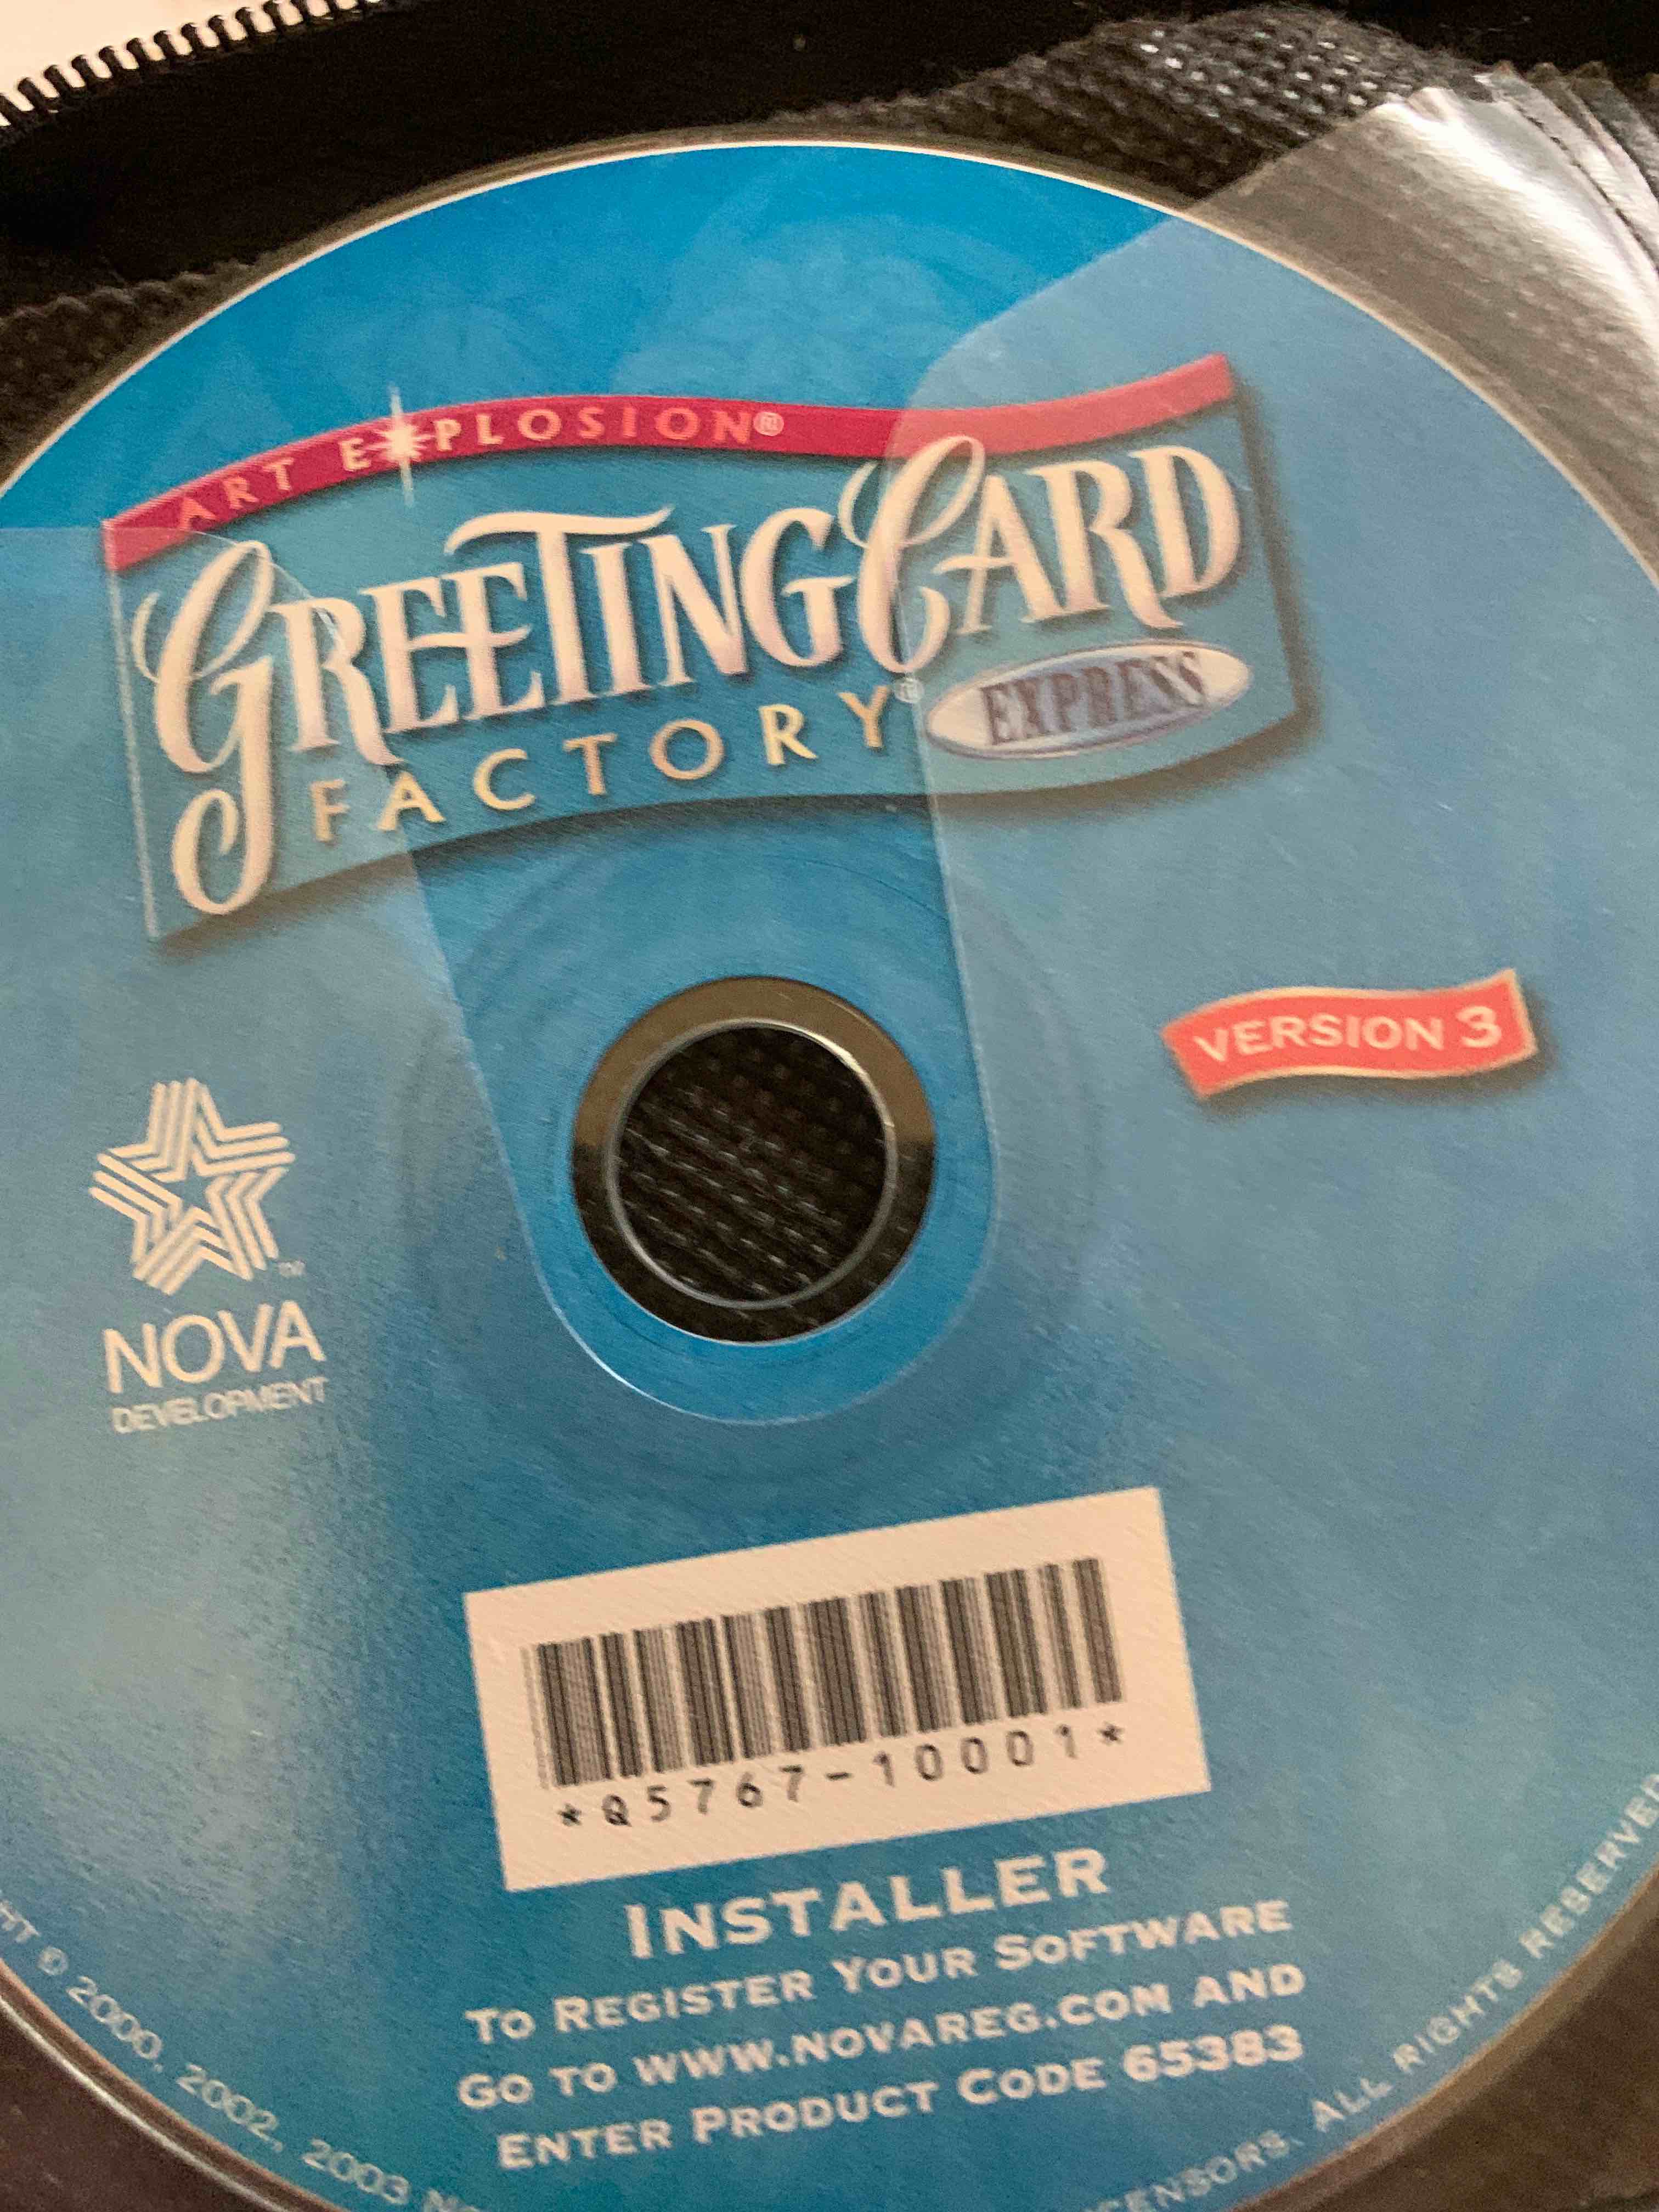 ART EXPLOSION®
GREETING CARD
FACTORY® EXPRESS
VERSION 3
NOVA
DEVELOPMENT
*Q5767-10001*
INSTALLER
TO REGISTER YOUR SOFTWARE
GO TO WWW.NOVAREG.COM AND
ENTER PRODUCT CODE 65383
© 2000, 2002, 2003
ALL RIGHTS RESERVED